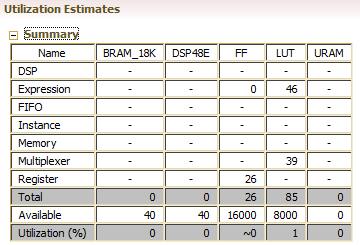 Utilization Estimates
Summary
Name BRAM_18K DSP48E FF LUT URAM
DSP - - - - -
Expression - - 0 46 -
FIFO - - - - -
Instance - - - - -
Memory - - - - -
Multiplexer - - - 39 -
Register - - 26 - -
Total 0 0 26 85 0
Available 40 40 16000 8000 0
Utilization (%) 0 0 ~0 1 0